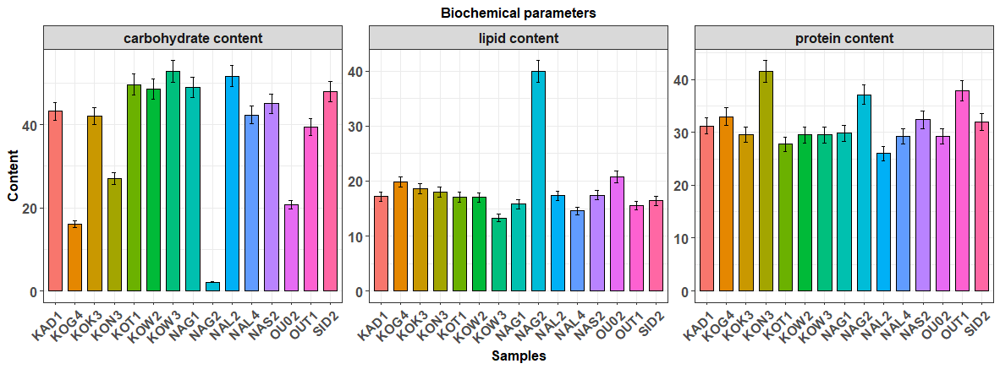 Biochemical parameters
carbohydrate content
lipid content
protein content
Content
40
20
0
40
30
20
10
0
40
30
20
10
0
KAD1 KOG4 KOK3 KON3 KOT1 KOW2 KOW3 NAG1 NAG2 NAL2 NAL4 NAS2 OU02 OUT1 SID2
KAD1 KOG4 KOK3 KON3 KOT1 KOW2 KOW3 NAG1 NAG2 NAL2 NAL4 NAS2 OU02 OUT1 SID2
KAD1 KOG4 KOK3 KON3 KOT1 KOW2 KOW3 NAG1 NAG2 NAL2 NAL4 NAS2 OU02 OUT1 SID2
Samples